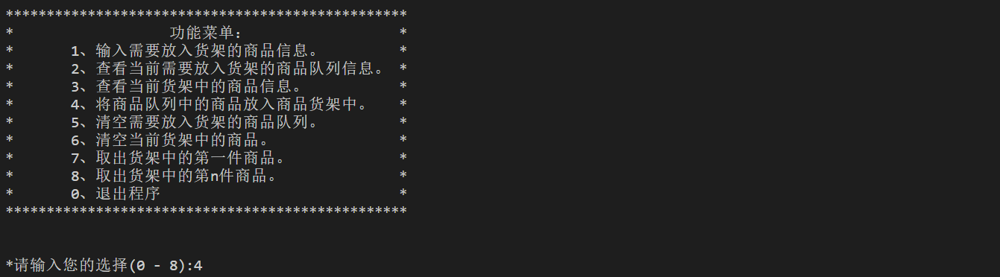 *************************************************
* 功能菜单: *
* 1、输入需要放入货架的商品信息。 *
* 2、查看当前需要放入货架的商品队列信息。 *
* 3、查看当前货架中的商品信息。 *
* 4、将商品队列中的商品放入商品货架中。 *
* 5、清空需要放入货架的商品队列。 *
* 6、清空当前货架中的商品。 *
* 7、取出货架中的第一件商品。 *
* 8、取出货架中的第n件商品。 *
* 0、退出程序 *
*************************************************
*请输入您的选择(0 - 8):4